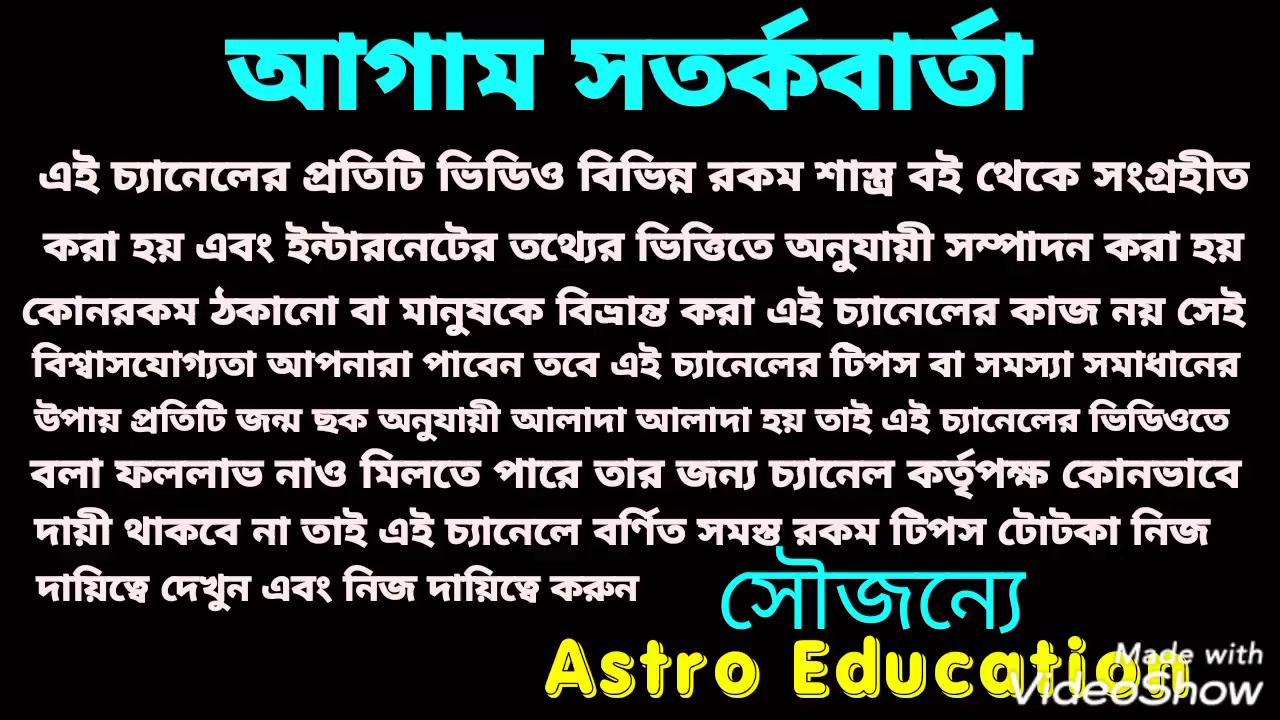 আগাম সতর্কবার্তা
এই চ্যানেলের প্রতিটি ভিডিও বিভিন্ন রকম শাস্ত্র বই থেকে সংগ্রহীত
করা হয় এবং ইন্টারনেটের তথ্যের ভিত্তিতে অনুযায়ী সম্পাদন করা হয়
কোনরকম ঠকানো বা মানুষকে বিভ্রান্ত করা এই চ্যানেলের কাজ নয় সেই
বিশ্বাসযোগ্যতা আপনারা পাবেন তবে এই চ্যানেলের টিপস বা সমস্যা সমাধানের
উপায় প্রতিটি জন্ম ছক অনুযায়ী আলাদা আলাদা হয় তাই এই চ্যানেলের ভিডিওতে
বলা ফললাভ নাও মিলতে পারে তার জন্য চ্যানেল কর্তৃপক্ষ কোনভাবে
দায়ী থাকবে না তাই এই চ্যানেলে বর্ণিত সমস্ত রকম টিপস টোটকা নিজ
দায়িত্বে দেখুন এবং নিজ দায়িত্বে করুন
সৌজন্যে
Astro Education
Made with
VideoShow